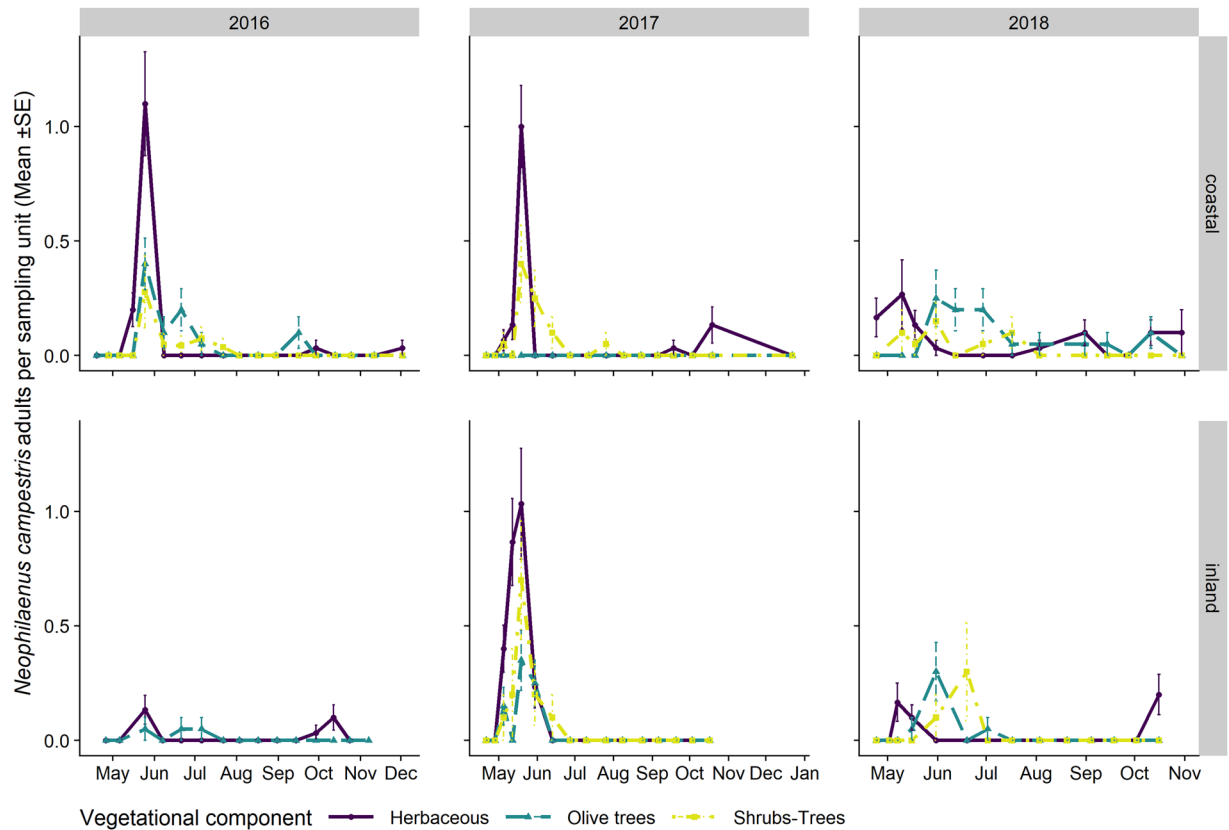 2016 2017 2018
Neophilaenus campestris adults per sampling unit (Mean ±SE)
1.0
0.5
0.0
coastal
1.0
0.5
0.0
inland
May Jun Jul Aug Sep Oct Nov Dec
May Jun Jul Aug Sep Oct Nov Dec Jan
May Jun Jul Aug Sep Oct Nov
Vegetational component Herbaceous Olive trees Shrubs-Trees